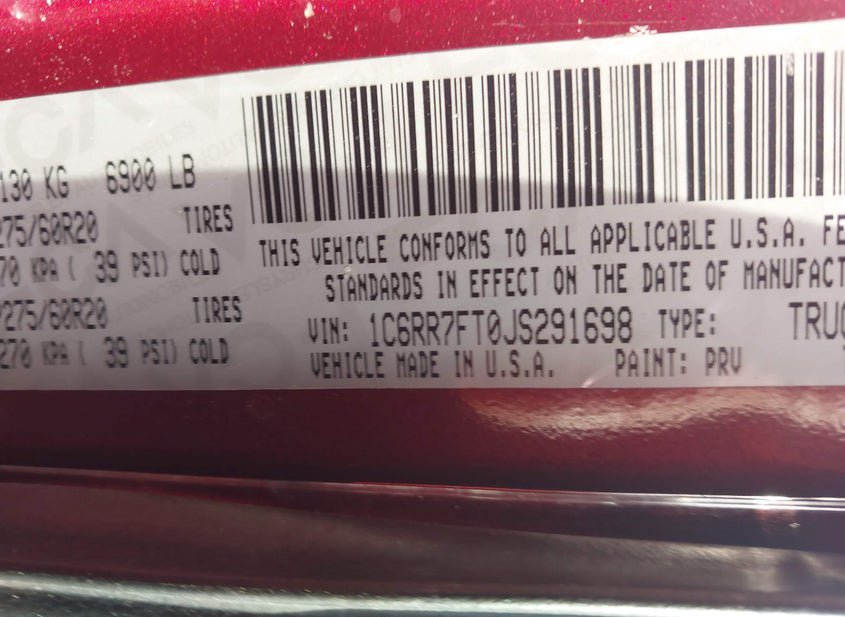 130 KG 6900 LB
275/60R20 TIRES
70 KPA ( 39 PSI) COLD
275/60R20 TIRES
270 KPA ( 39 PSI) COLD
THIS VEHICLE CONFORMS TO ALL APPLICABLE U.S.A. FE
STANDARDS IN EFFECT ON THE DATE OF MANUFACT
VIN: 1C6RR7FT0JS291698 TYPE: TRUC
VEHICLE MADE IN U.S.A. PAINT: PRV